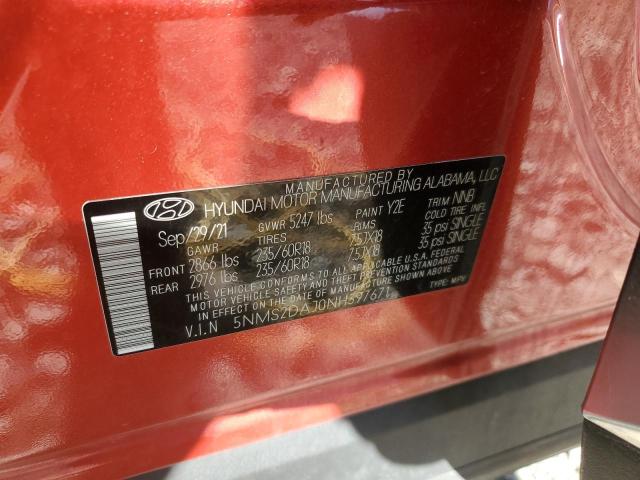 MANUFACTURED BY
HYUNDAI MOTOR MANUFACTURING ALABAMA, LLC
Sep/29/21 GVWR 5247 lbs PAINT Y2E TRIM NNB
GAWR TIRES RIMS COLD TIRE INFL
FRONT 2866 lbs 235/60R18 7.5JX18 35 psi SINGLE
REAR 2976 lbs 235/60R18 7.5JX18 35 psi SINGLE
THIS VEHICLE CONFORMS TO ALL APPLICABLE U.S.A. FEDERAL
MOTOR VEHICLE-SAFETY AND THEFT PREVENTION STANDARDS
IN EFFECT ON THE DATE OF MANUFACTURE SHOWN ABOVE
V.I.N 5NMS2DAJ0NH397671 TYPE: MPV